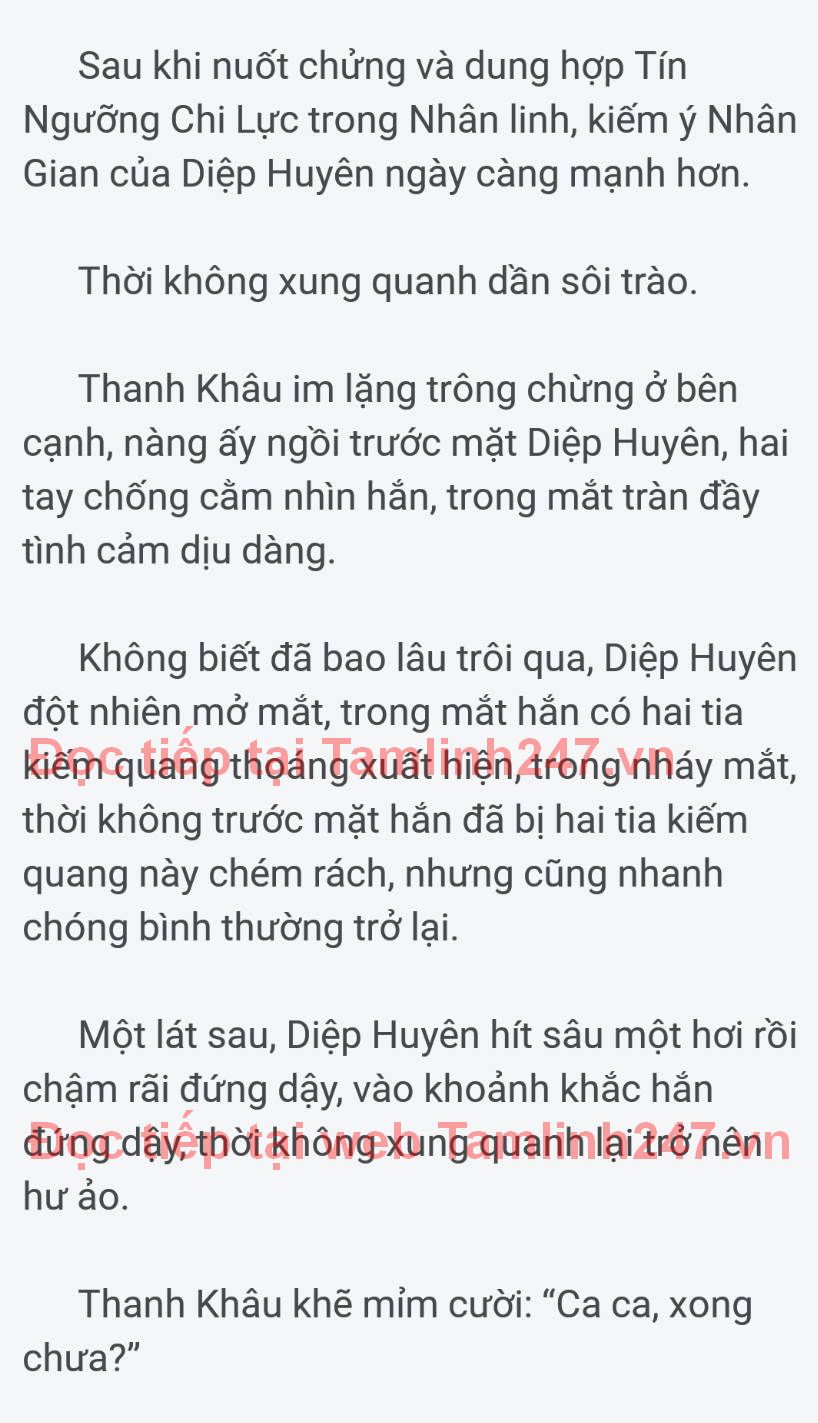 Sau khi nuốt chửng và dung hợp Tín
Ngưỡng Chi Lực trong Nhân linh, kiếm ý Nhân
Gian của Diệp Huyên ngày càng mạnh hơn.
Thời không xung quanh dần sôi trào.
Thanh Khâu im lặng trông chừng ở bên
cạnh, nàng ấy ngồi trước mặt Diệp Huyên, hai
tay chống cằm nhìn hắn, trong mắt tràn đầy
tình cảm dịu dàng.
Không biết đã bao lâu trôi qua, Diệp Huyên
đột nhiên mở mắt, trong mắt hắn có hai tia
Đọc tiếp tại Tamlinh247.vn
kiếm quang thoáng xuất hiện, trong nháy mắt,
thời không trước mặt hắn đã bị hai tia kiếm
quang này chém rách, nhưng cũng nhanh
chóng bình thường trở lại.
Một lát sau, Diệp Huyên hít sâu một hơi rồi
chậm rãi đứng dậy, vào khoảnh khắc hắn
Đọc tiếp tại web Tamlinh247.vn
đứng dậy, thời không xung quanh lại trở nên
hư ảo.
Thanh Khâu khẽ mỉm cười: “Ca ca, xong
chưa?”